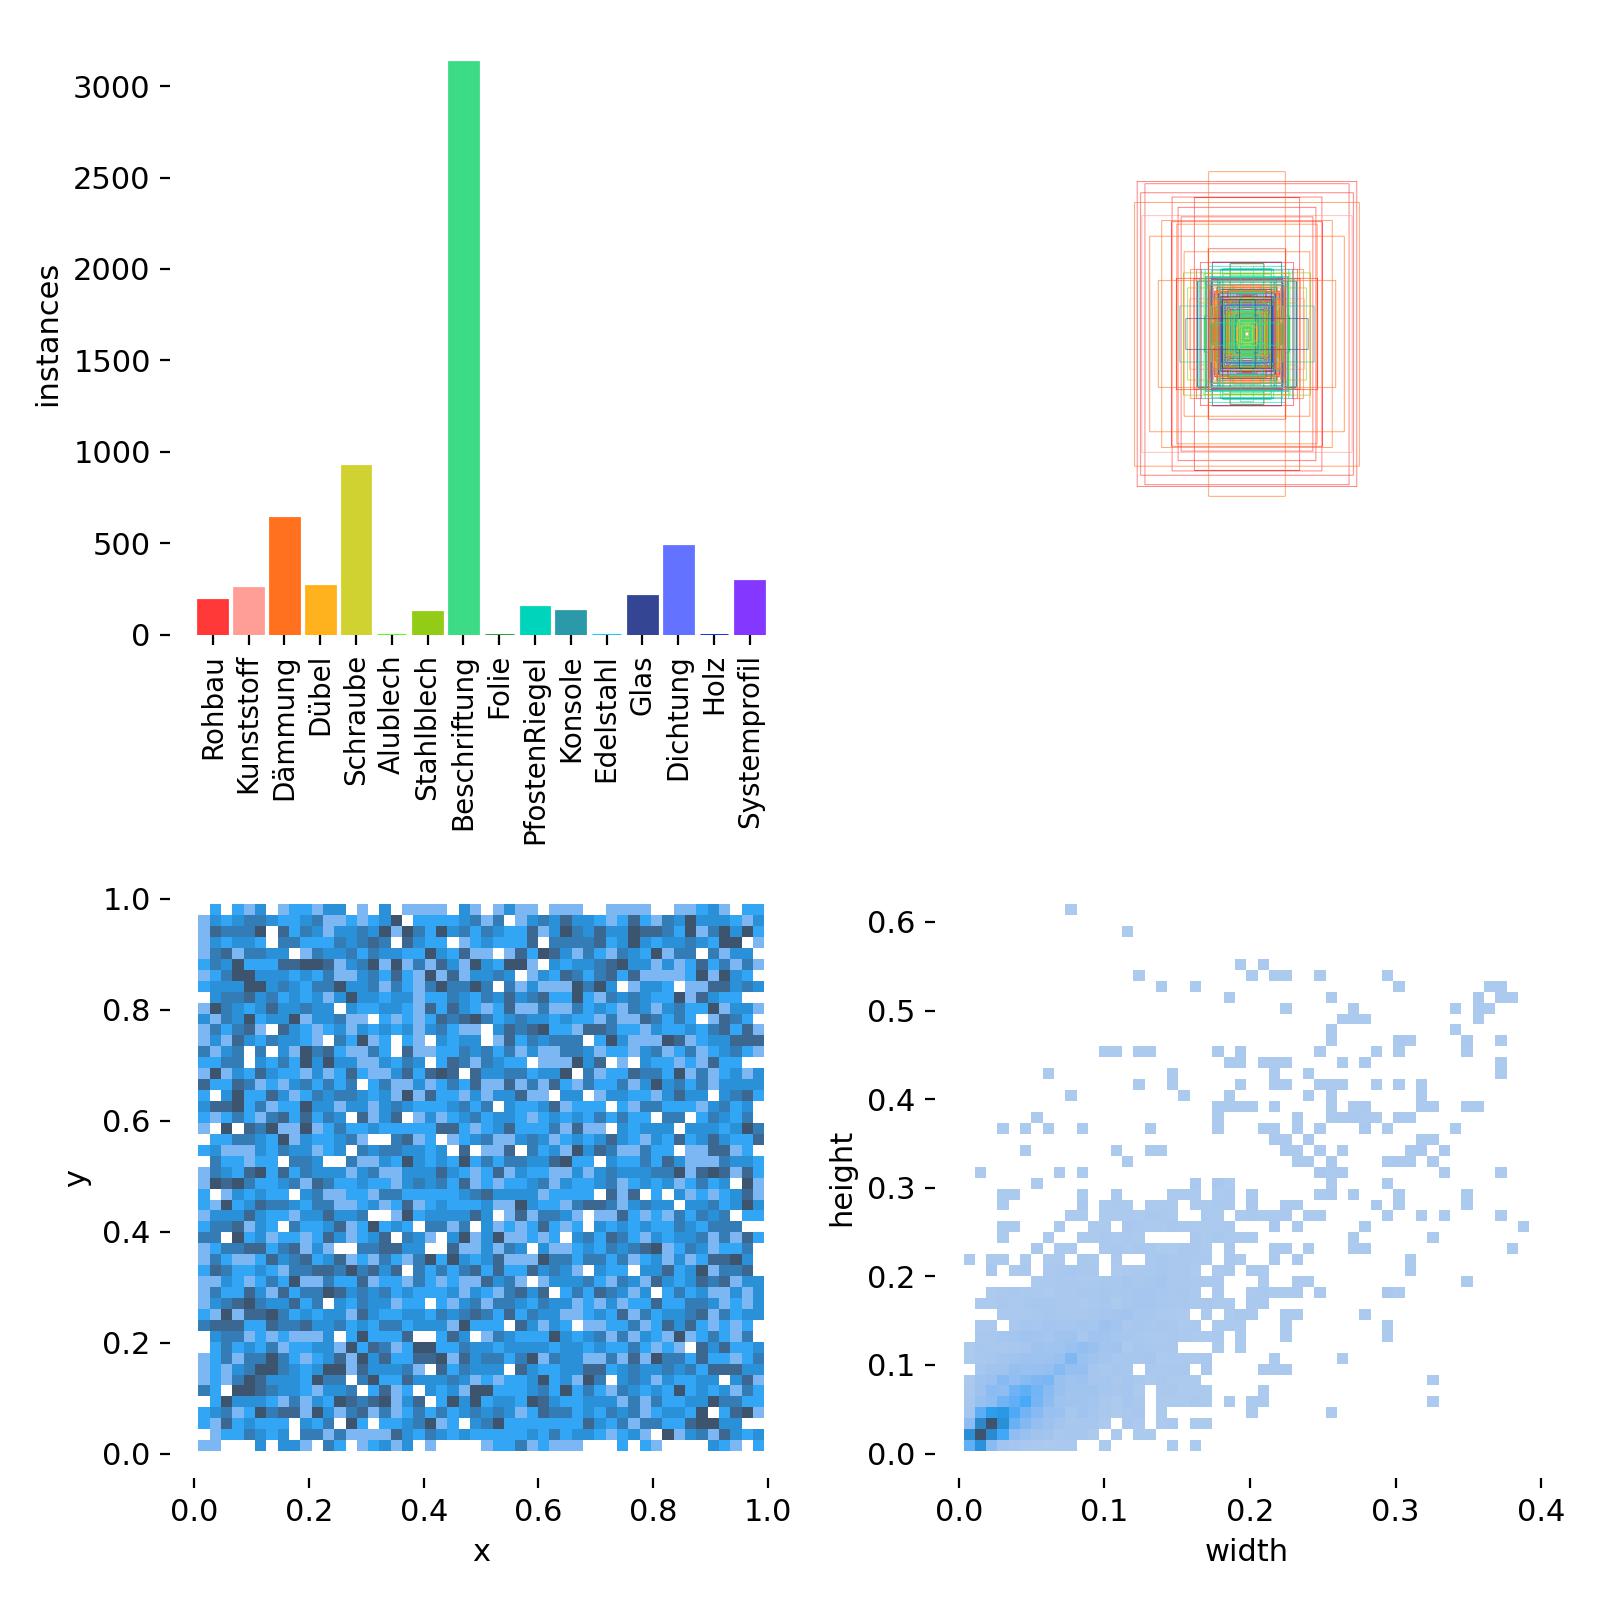 instances
3000
2500
2000
1500
1000
500
0
Rohbau
Kunststoff
Dämmung
Dübel
Schraube
Alublech
Stahlblech
Beschriftung
Folie
PfostenRiegel
Konsole
Edelstahl
Glas
Dichtung
Holz
Systemprofil
y
1.0
0.8
0.6
0.4
0.2
0.0
0.0 0.2 0.4 0.6 0.8 1.0
x
height
0.6
0.5
0.4
0.3
0.2
0.1
0.0
0.0 0.1 0.2 0.3 0.4
width